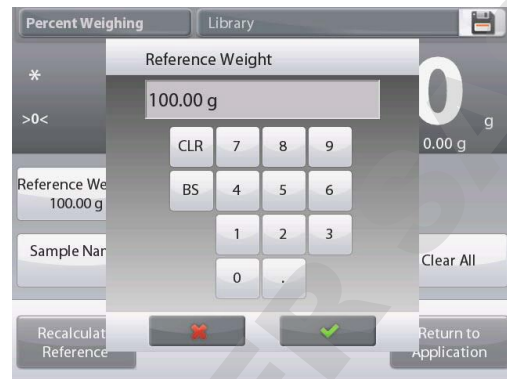 Percent Weighing
Library
Reference Weight
*
100.00 g
>0<
0
g
0.00 g
CLR 7 8 9
BS 4 5 6
1 2 3
0 .
Reference We
100.00 g
Sample Nar
Clear All
Recalculat
Reference
Return to
Application